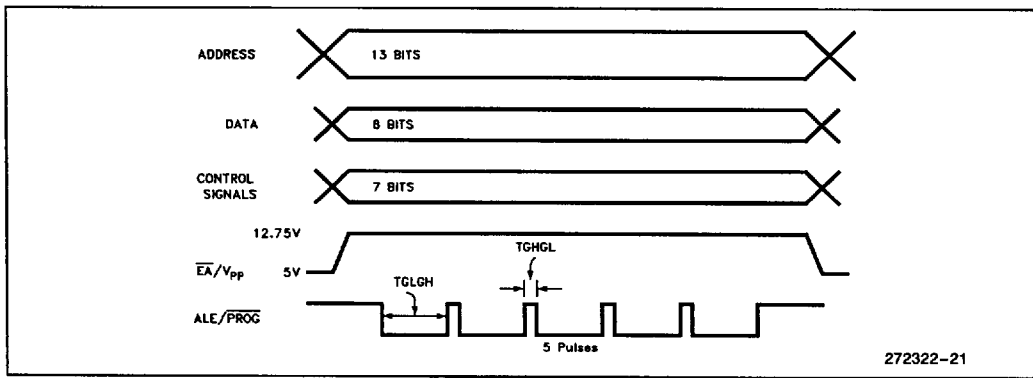 ADDRESS
13 BITS
DATA
8 BITS
CONTROL
SIGNALS
7 BITS
12.75V
TGHGL
EA/VPP
5V
TGLGH
ALE/PROG
5 Pulses
272322-21